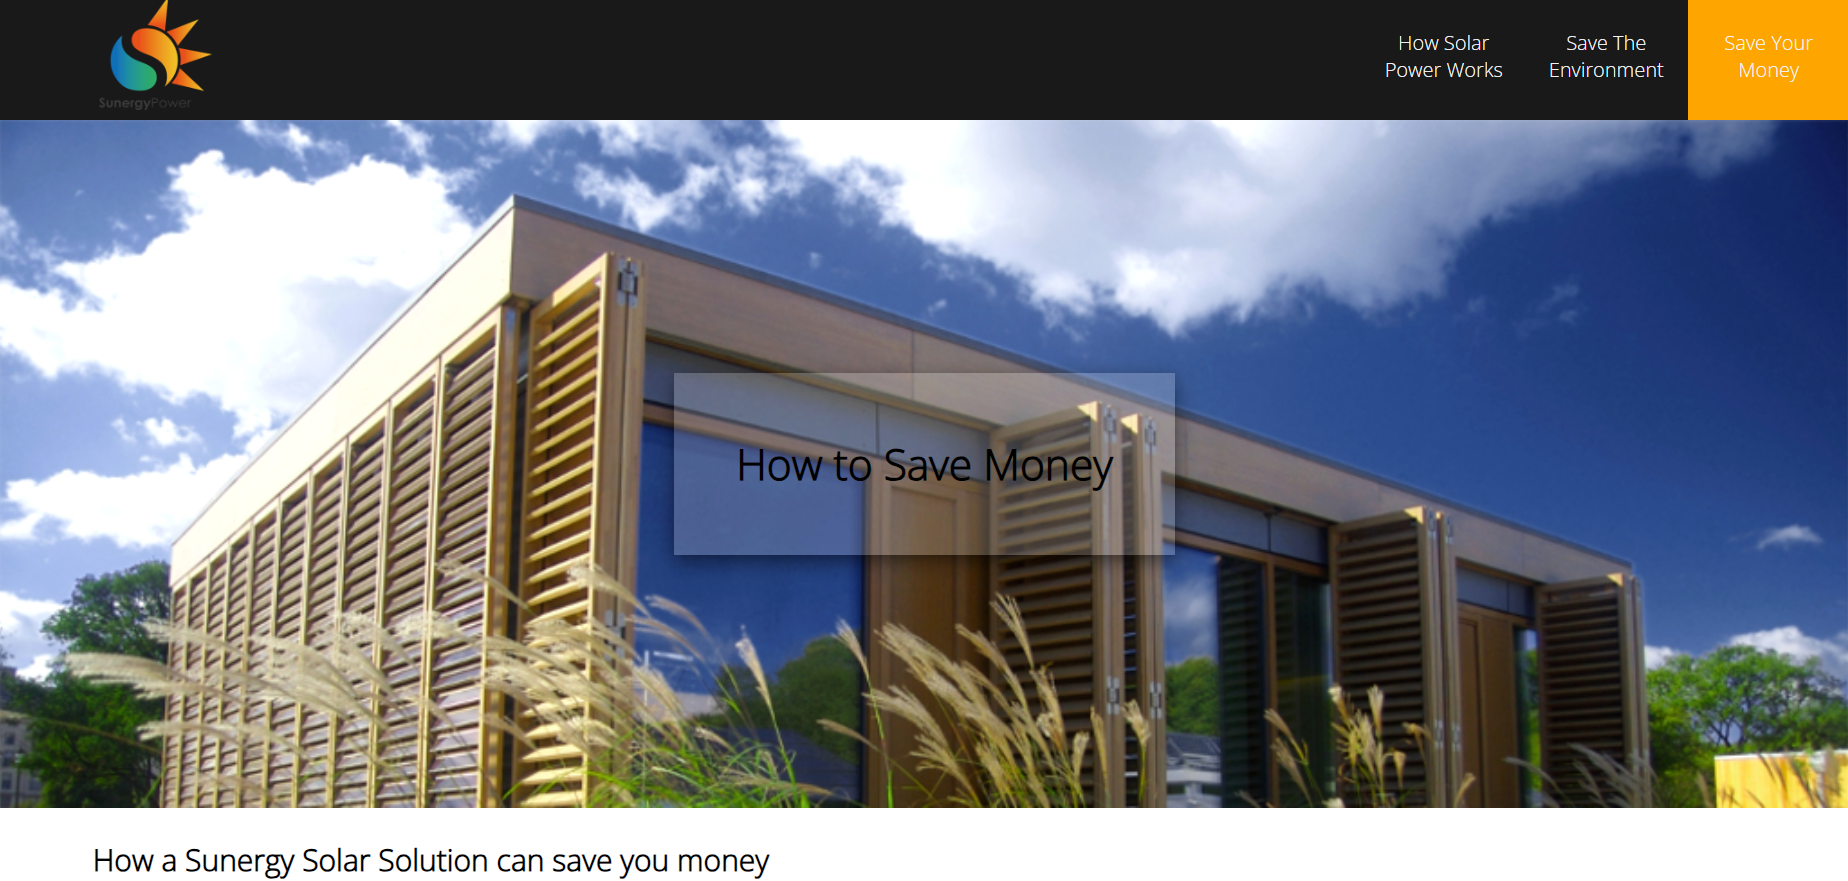 SunergyPower
How Solar
Power Works
Save The
Environment
Save Your
Money
How to Save Money
How a Sunergy Solar Solution can save you money